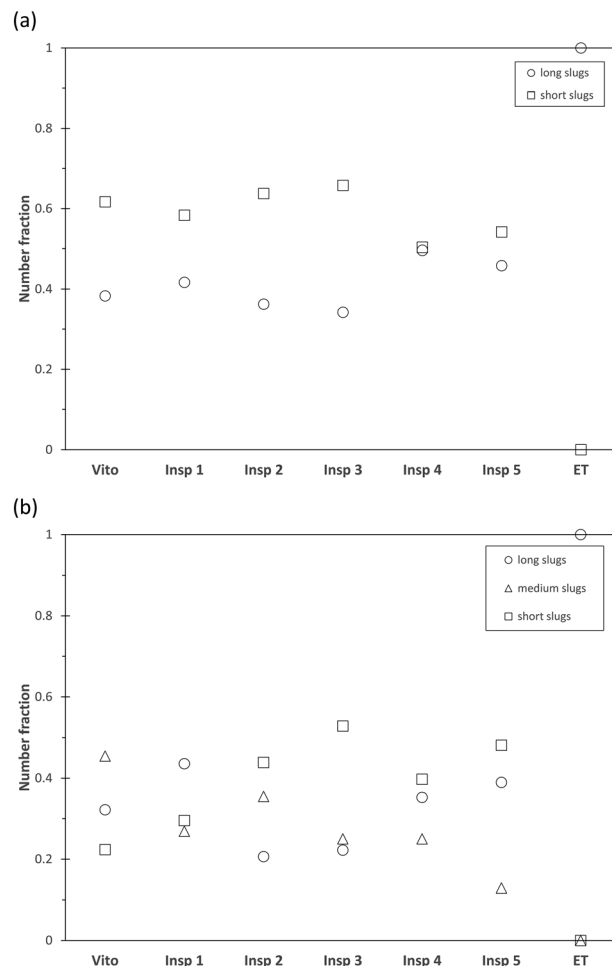 (a)
1
long slugs
short slugs
0.8
0.6
Number fraction
0.4
0.2
0
Vito Insp 1 Insp 2 Insp 3 Insp 4 Insp 5 ET
(b)
1
long slugs
medium slugs
short slugs
0.8
0.6
Number fraction
0.4
0.2
0
Vito Insp 1 Insp 2 Insp 3 Insp 4 Insp 5 ET